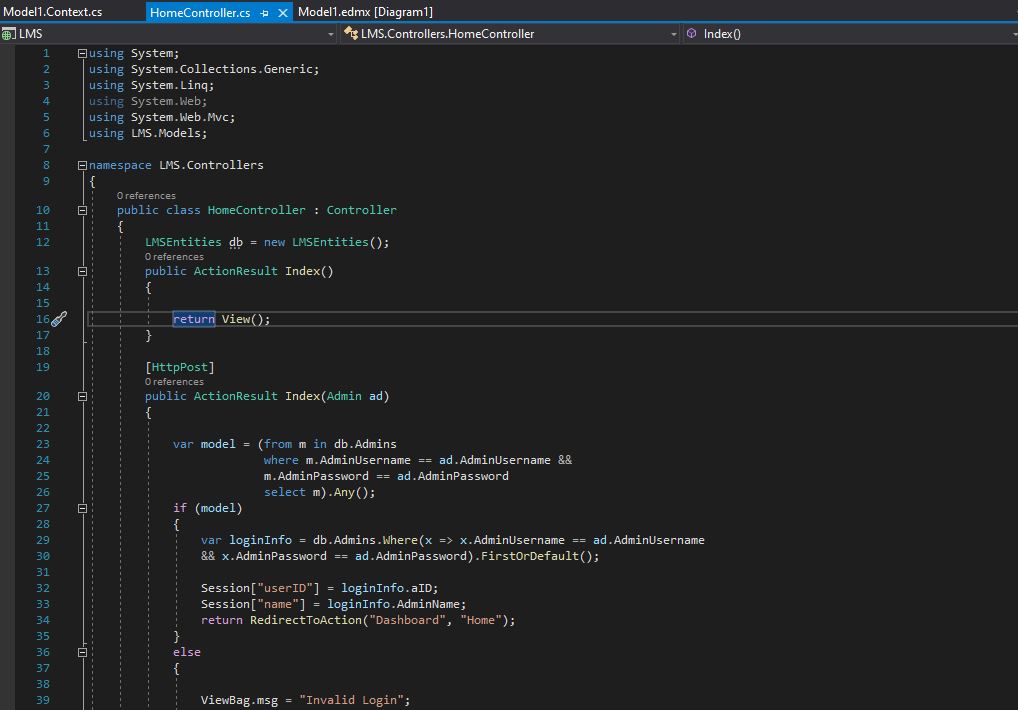 Model1.Context.cs HomeController.cs Model1.edmx [Diagram1]
LMS LMS.Controllers.HomeController Index()
1 using System;
2 using System.Collections.Generic;
3 using System.Linq;
4 using System.Web;
5 using System.Web.Mvc;
6 using LMS.Models;
7
8 namespace LMS.Controllers
9 {
0 references
10 public class HomeController : Controller
11 {
12 LMSEntities db = new LMSEntities();
0 references
13 public ActionResult Index()
14 {
15
16 return View();
17 }
18
19 [HttpPost]
0 references
20 public ActionResult Index(Admin ad)
21 {
22
23 var model = (from m in db.Admins
24 where m.AdminUsername == ad.AdminUsername &&
25 m.AdminPassword == ad.AdminPassword
26 select m).Any();
27 if (model)
28 {
29 var loginInfo = db.Admins.Where(x => x.AdminUsername == ad.AdminUsername
30 && x.AdminPassword == ad.AdminPassword).FirstOrDefault();
31
32 Session["userID"] = loginInfo.aID;
33 Session["name"] = loginInfo.AdminName;
34 return RedirectToAction("Dashboard", "Home");
35 }
36 else
37 {
38
39 ViewBag.msg = "Invalid Login";